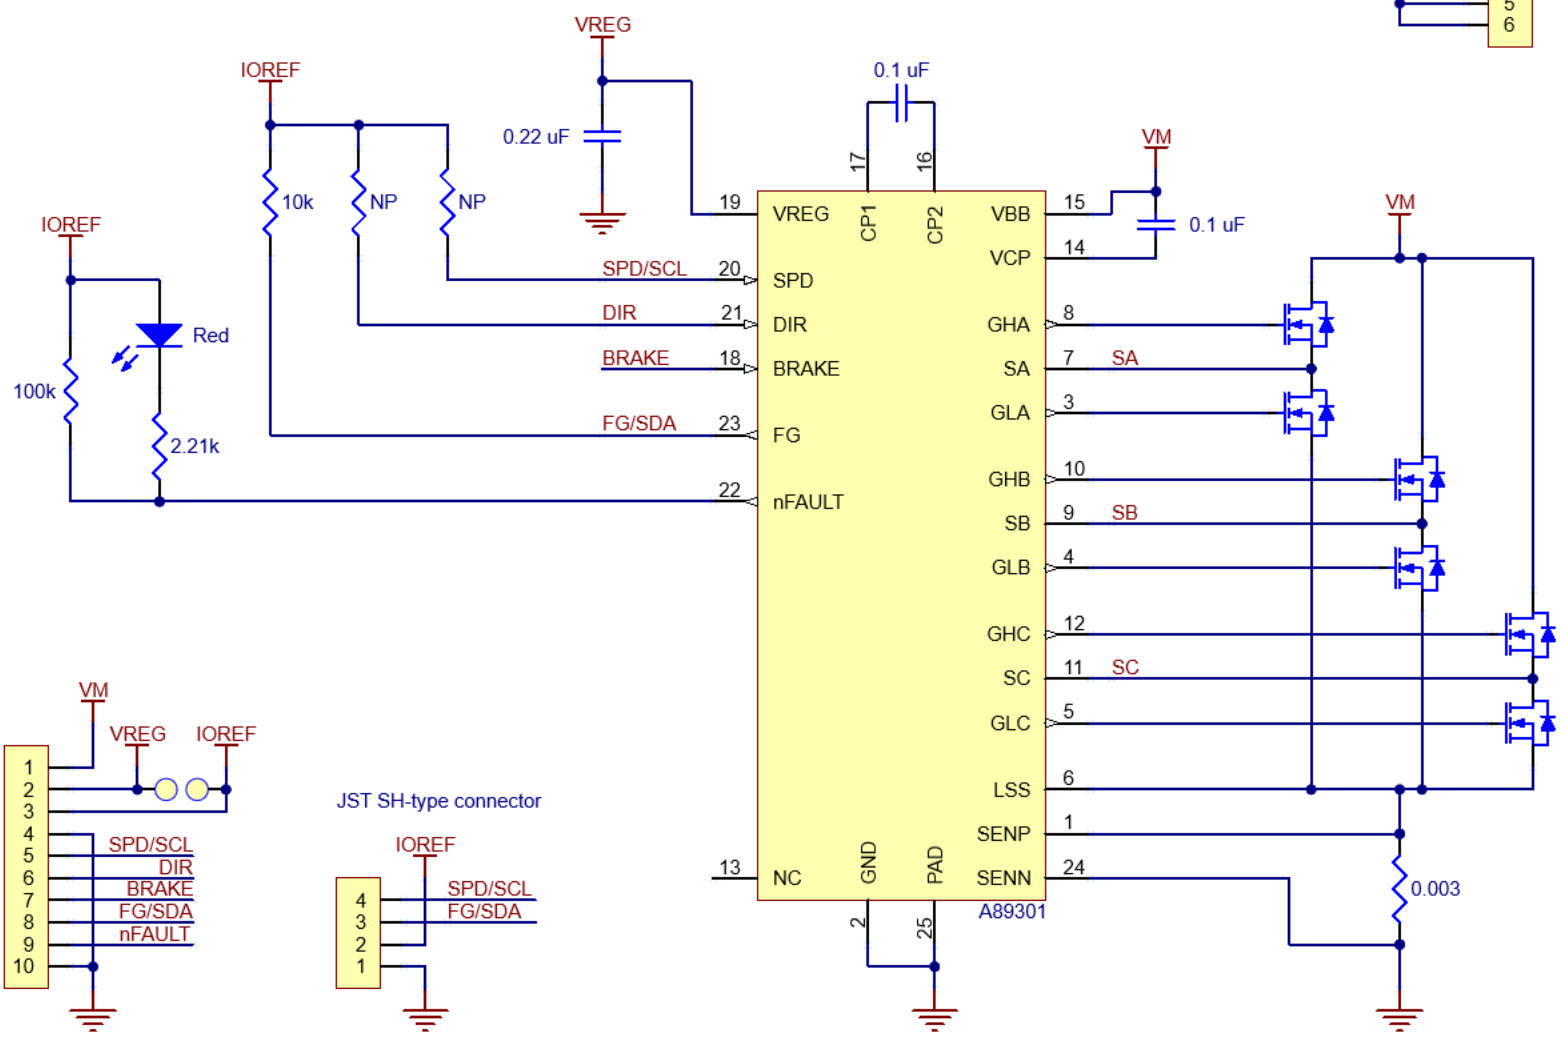 5
6
VREG
0.22 uF
IOREF
10k
NP
NP
IOREF
Red
100k
2.21k
0.1 uF
17
16
CP1
CP2
19
VREG
SPD/SCL
20
SPD
DIR
21
DIR
BRAKE
18
BRAKE
FG/SDA
23
FG
22
nFAULT
13
NC
VBB
15
VCP
14
VM
0.1 uF
VM
GHA
8
SA
7
SA
GLA
3
GHB
10
SB
9
SB
GLB
4
GHC
12
SC
11
SC
GLC
5
LSS
6
SENP
1
SENN
24
0.003
GND
PAD
2
25
A89301
VM
VREG
IOREF
1
2
3
4
5 SPD/SCL
6 DIR
7 BRAKE
8 FG/SDA
9 nFAULT
10
JST SH-type connector
IOREF
4 SPD/SCL
3 FG/SDA
2
1